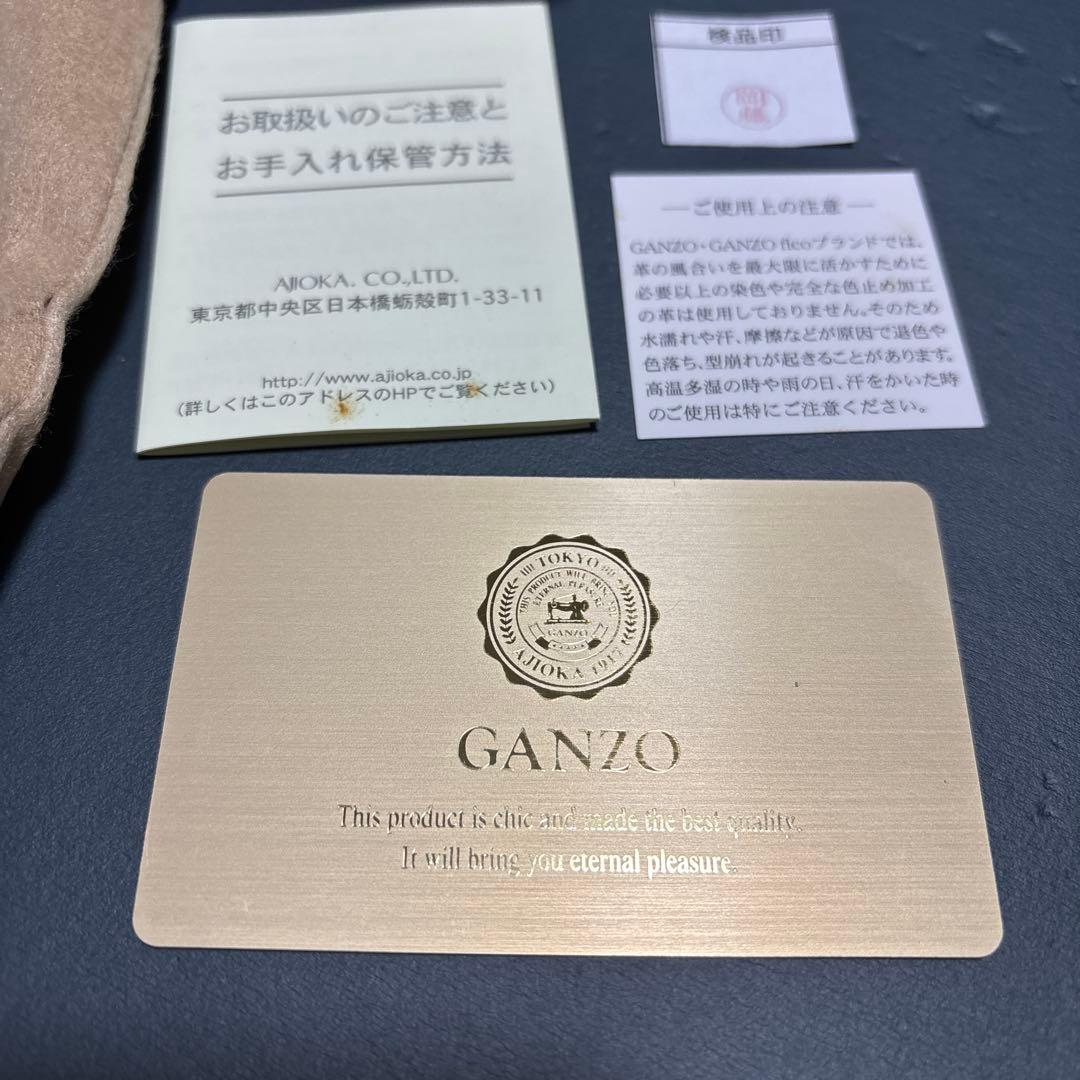 お取扱いのご注意と
お手入れ保管方法
AJIOKA. CO.,LTD.
東京都中央区日本橋蛎殻町1-33-11
http://www.ajioka.co.jp
(詳しくはこのアドレスのHPでご覧ください)
検品印
ご使用上の注意
GANZO・GANZO ficoブランドでは、
革の風合いを最大限に活かすために
必要以上の染色や完全な色止め加工
の革は使用しておりません。そのため
水濡れや汗、摩擦などが原因で退色や
色落ち、型崩れが起きることがあります。
高温多湿の時や雨の日、汗をかいた時
のご使用は特にご注意ください。
TOKYO
THIS PRODUCT WILL BRING YOU
ETERNAL PLEASURE
GANZO
AJIOKA 1917
GANZO
This product is chic and made the best quality.
It will bring you eternal pleasure.